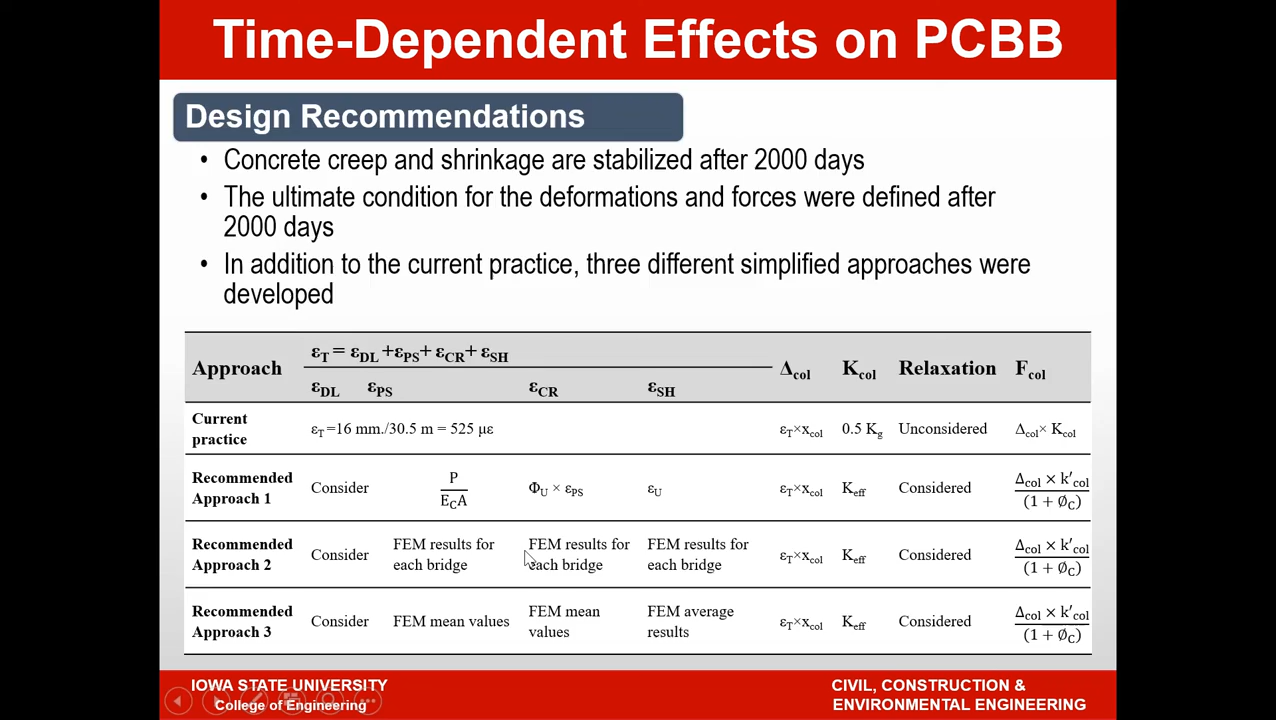 Time-Dependent Effects on PCBB
Design Recommendations
• Concrete creep and shrinkage are stabilized after 2000 days
• The ultimate condition for the deformations and forces were defined after
2000 days
• In addition to the current practice, three different simplified approaches were
developed
Approach
εT = εDL +εPS+ εCR+ εSH
εDL εPS εCR εSH
Δcol Kcol Relaxation Fcol
Current
practice
εT =16 mm./30.5 m = 525 με
εT×xcol 0.5 Kg Unconsidered Δcol× Kcol
Recommended
Approach 1
Consider
P
ECA
ΦU × εPS εU εT×xcol Keff Considered
Δcol × k′col
(1 + ∅C)
Recommended
Approach 2
Consider
FEM results for
each bridge
FEM results for
each bridge
FEM results for
each bridge
εT×xcol Keff Considered
Δcol × k′col
(1 + ∅C)
Recommended
Approach 3
Consider
FEM mean values
FEM mean
values
FEM average
results
εT×xcol Keff Considered
Δcol × k′col
(1 + ∅C)
IOWA STATE UNIVERSITY
College of Engineering
CIVIL, CONSTRUCTION &
ENVIRONMENTAL ENGINEERING